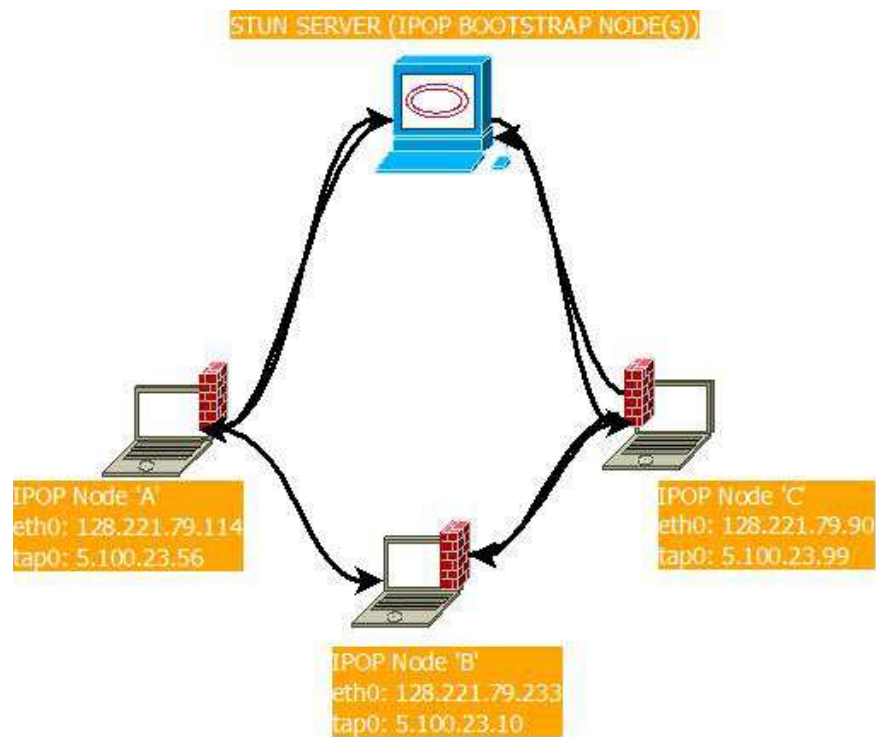 STUN SERVER (IPOP BOOTSTRAP NODE(s))
IPOP Node 'A'
eth0: 128.221.79.114
tap0: 5.100.23.56
IPOP Node 'C'
eth0: 128.221.79.90
tap0: 5.100.23.99
IPOP Node 'B'
eth0: 128.221.79.233
tap0: 5.100.23.10